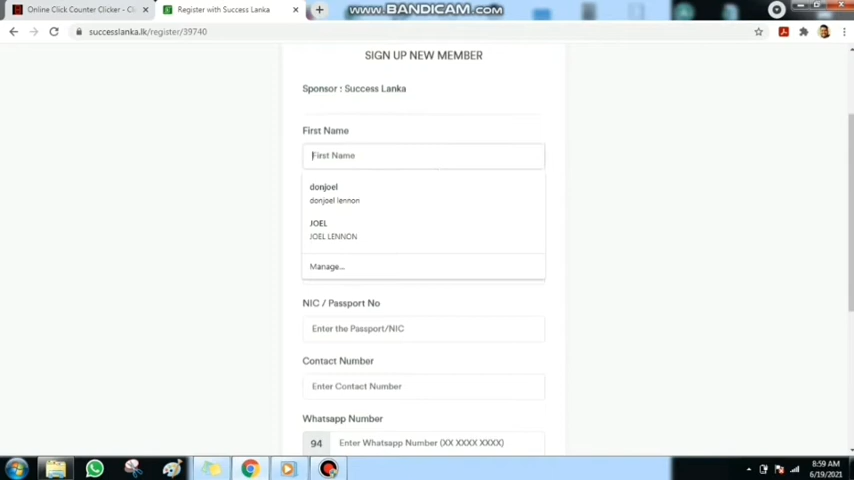 www.BANDICAM.com
Online Click Counter Clicker - Cli
Register with Success Lanka
successlanka.lk/register/39740
SIGN UP NEW MEMBER
Sponsor : Success Lanka
First Name
First Name
donjoel
donjoel lennon
JOEL
JOEL LENNON
Manage...
NIC / Passport No
Enter the Passport/NIC
Contact Number
Enter Contact Number
Whatsapp Number
94 Enter Whatsapp Number (XX XXXX XXXX)
8:59 AM
6/19/2021